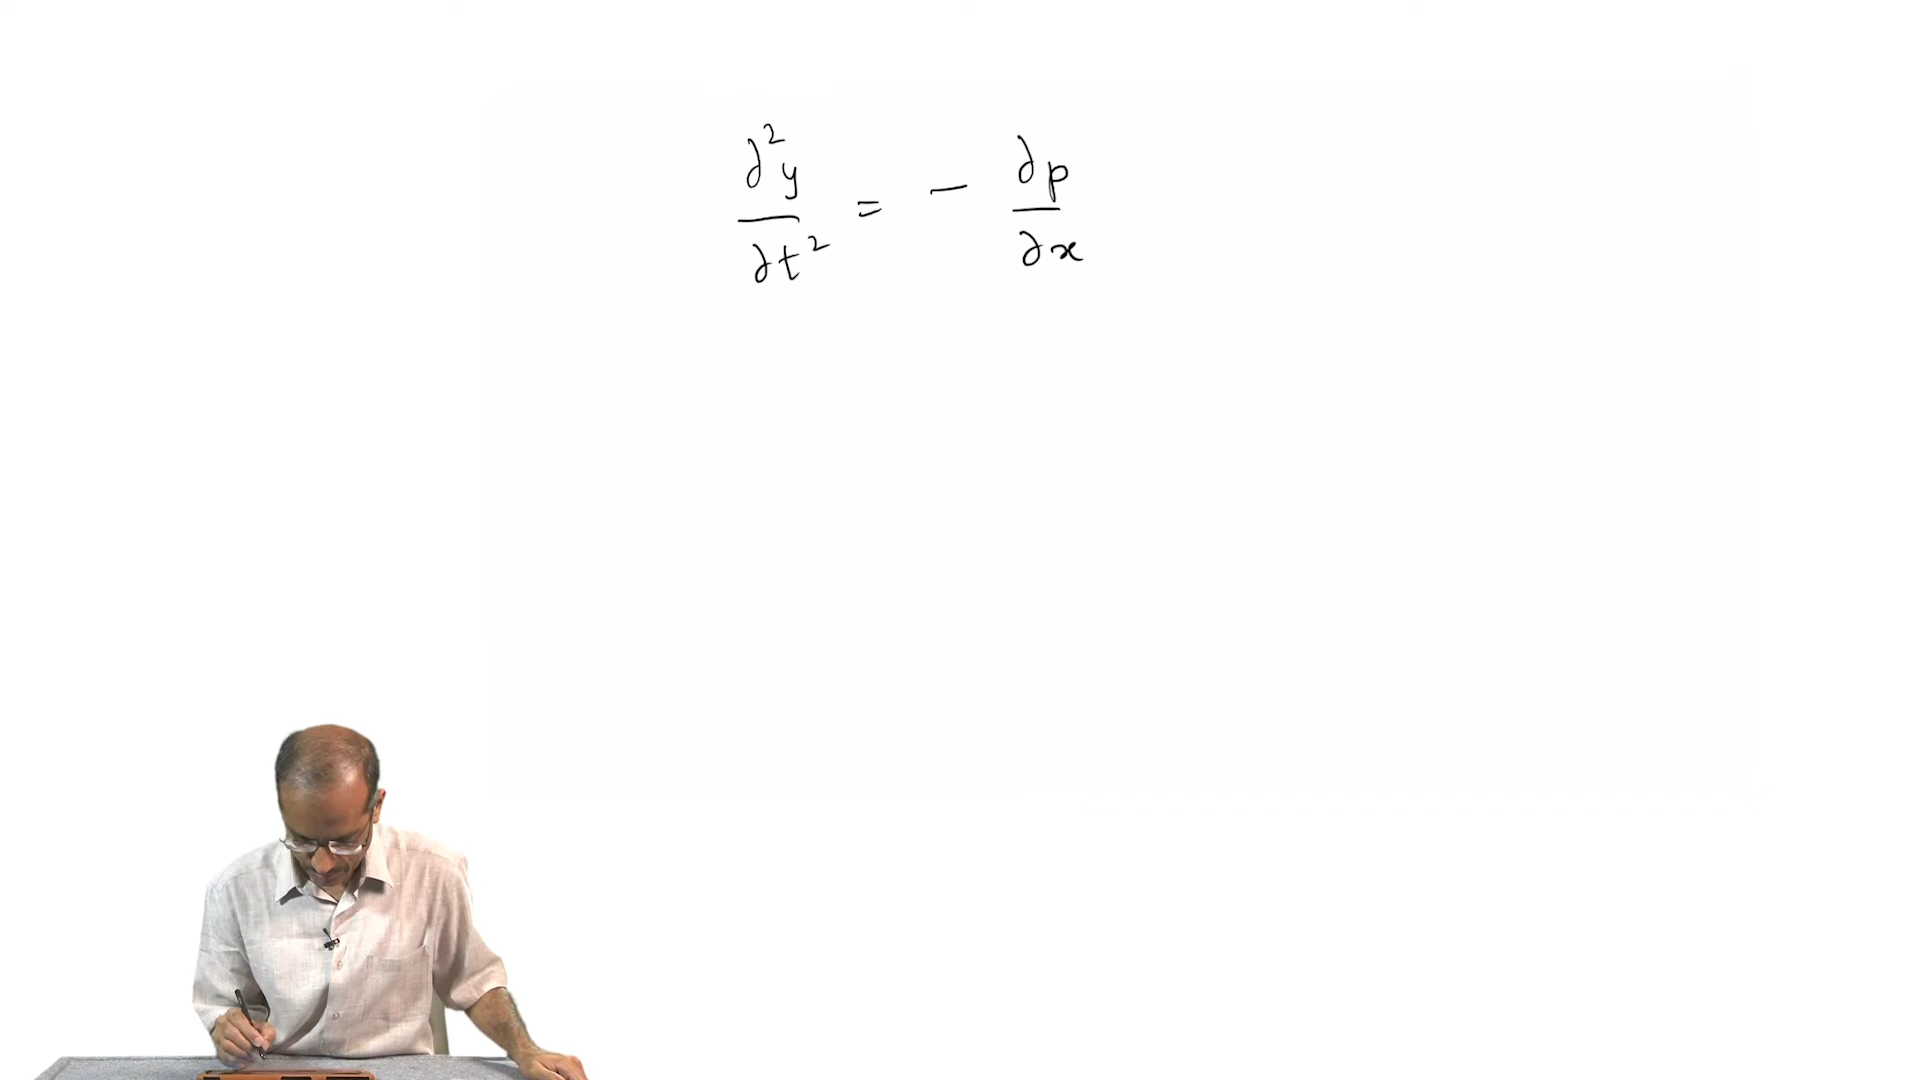 ∂²y/∂t² = − ∂p/∂x